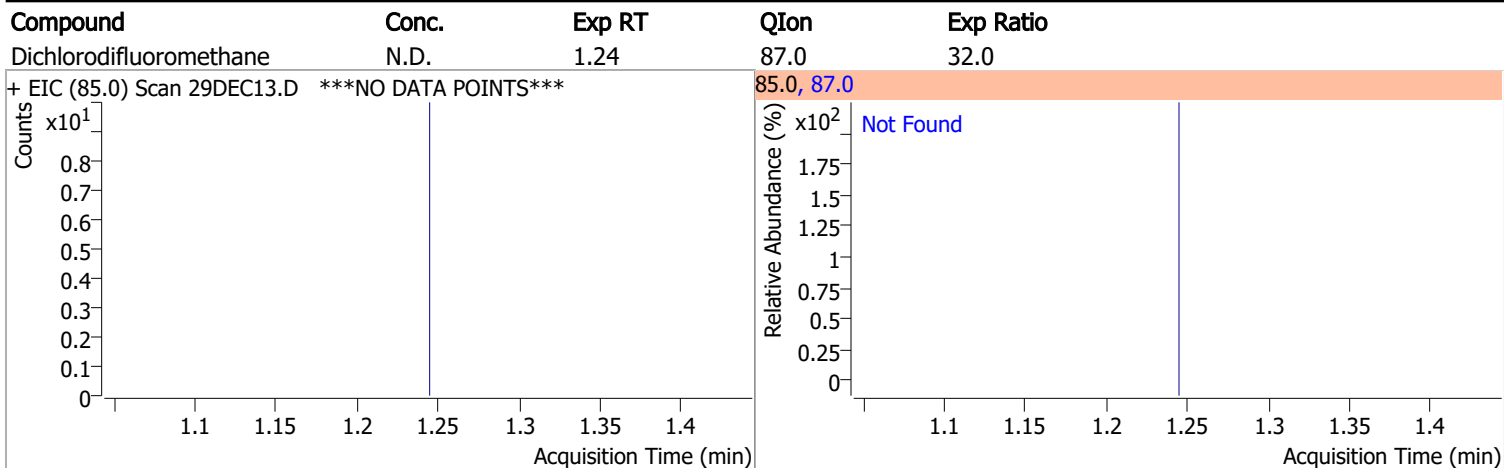 Compound Conc. Exp RT QIon Exp Ratio
Dichlorodifluoromethane N.D. 1.24 87.0 32.0
+ EIC (85.0) Scan 29DEC13.D ***NO DATA POINTS***
Counts
x10¹
0.8
0.7
0.6
0.5
0.4
0.3
0.2
0.1
0
1.1 1.15 1.2 1.25 1.3 1.35 1.4
Acquisition Time (min)
85.0, 87.0
Relative Abundance (%)
x10²
Not Found
1.75
1.5
1.25
1
0.75
0.5
0.25
0
1.1 1.15 1.2 1.25 1.3 1.35 1.4
Acquisition Time (min)